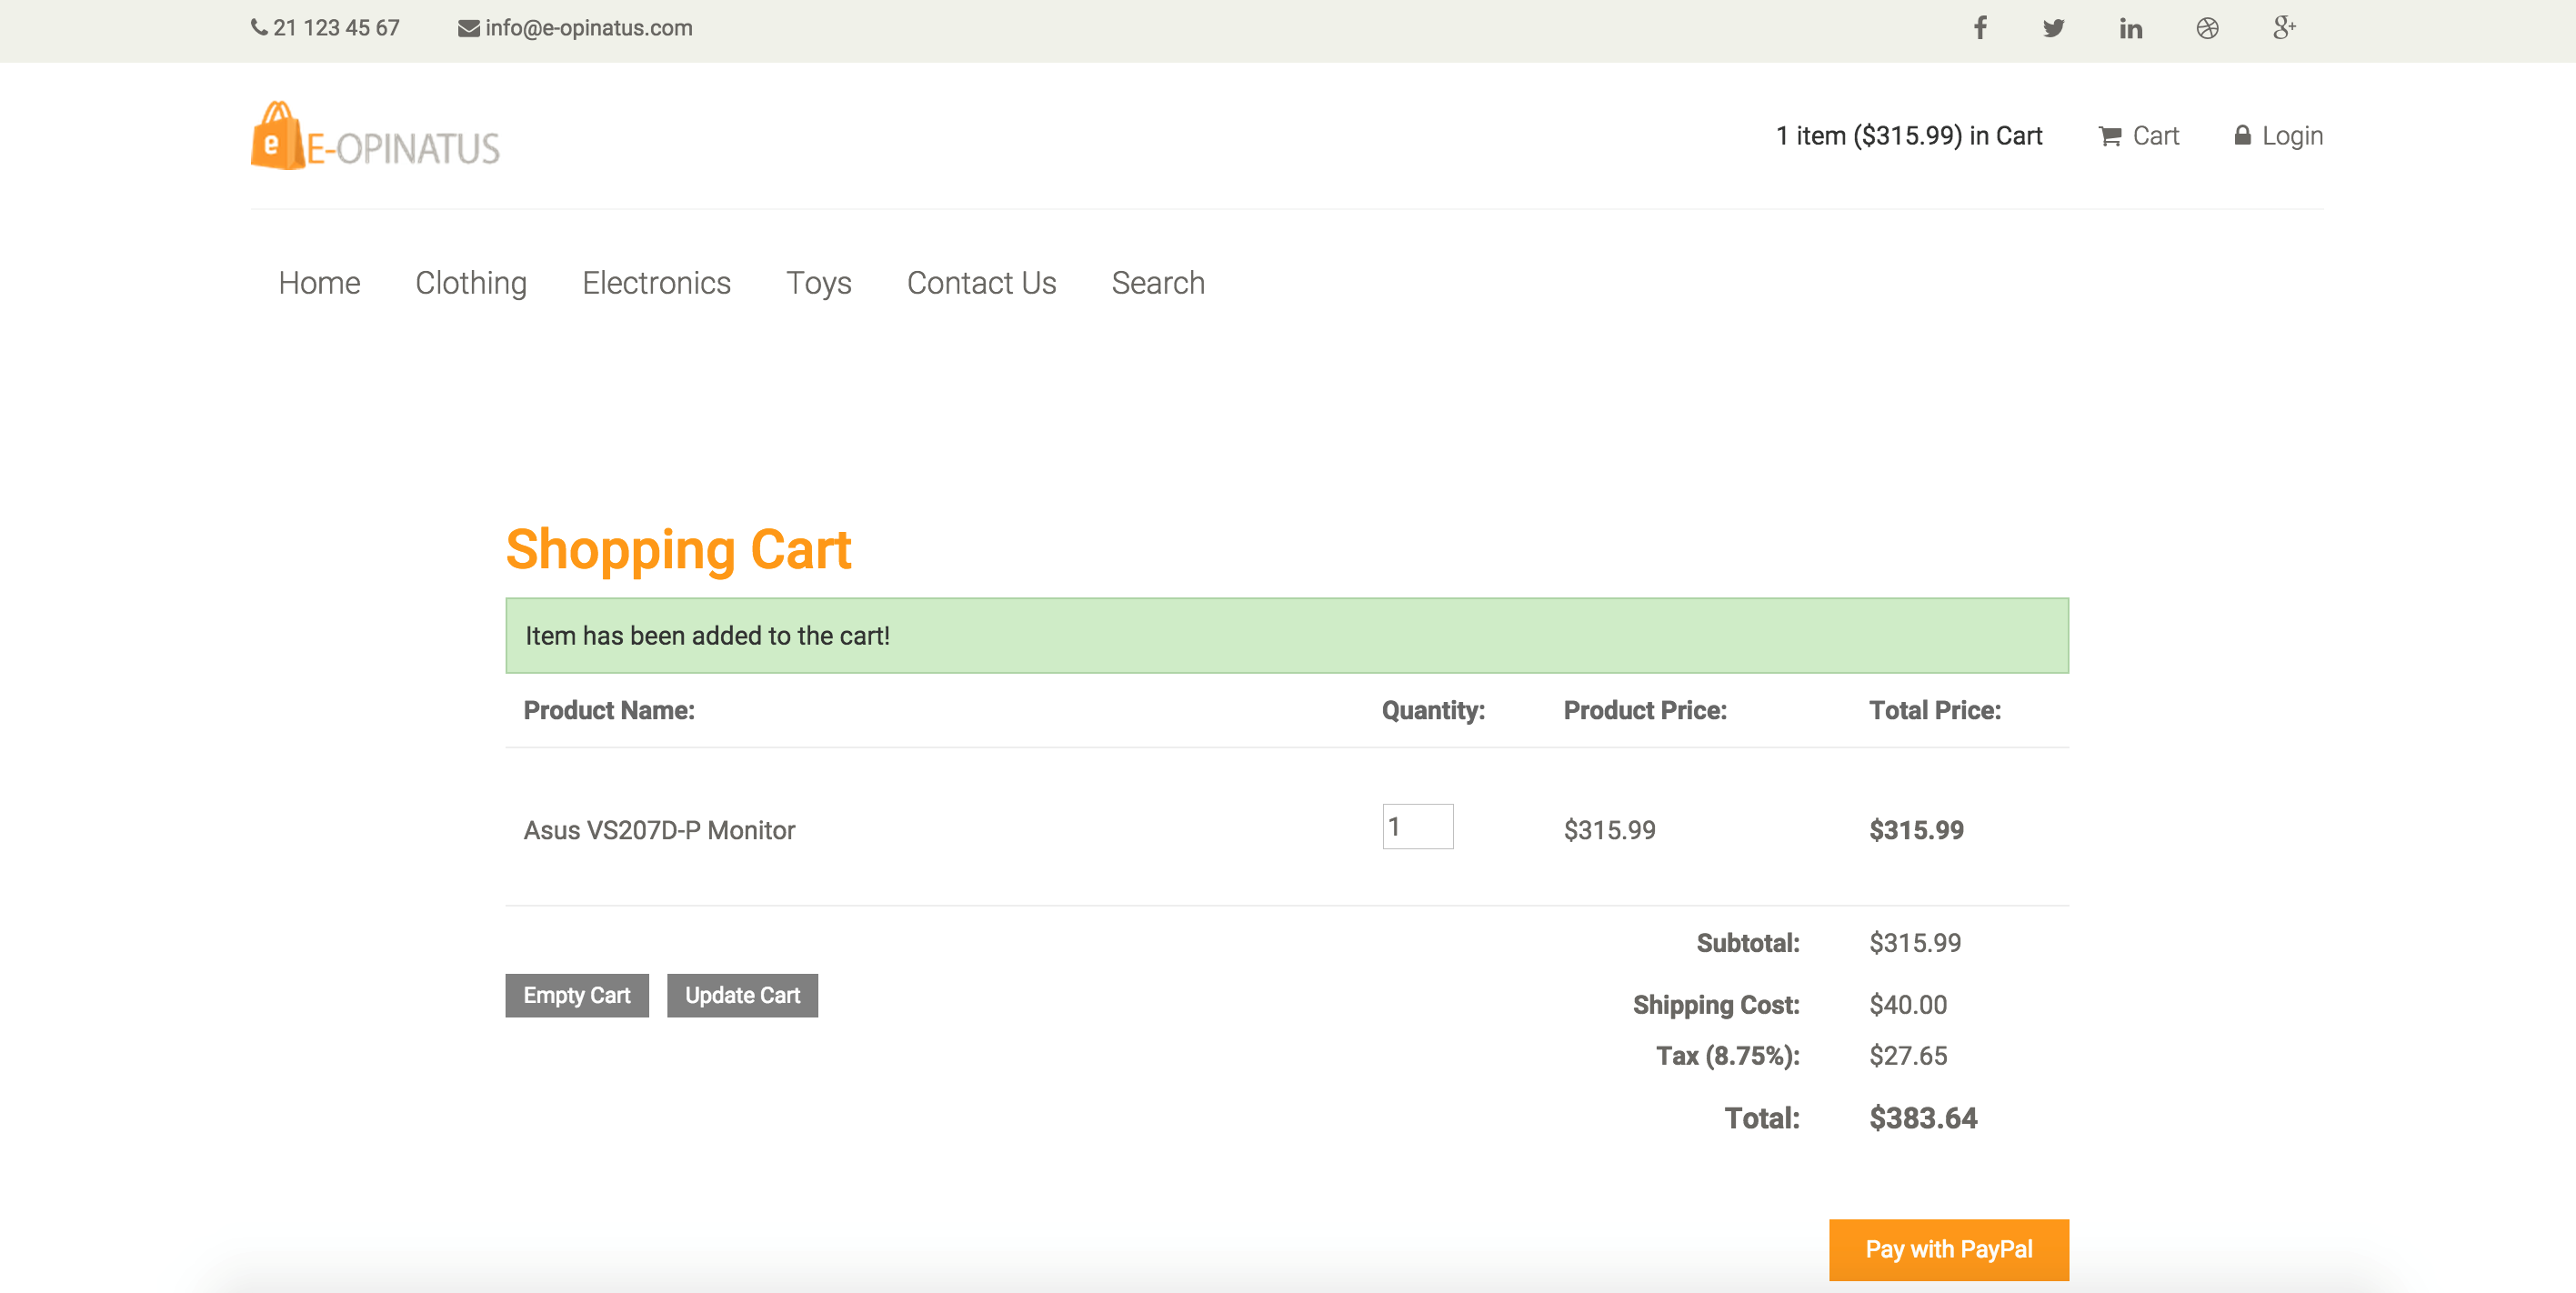 21 123 45 67 info@e-opinatus.com
e E-OPINATUS
1 item ($315.99) in Cart Cart Login
Home Clothing Electronics Toys Contact Us Search
Shopping Cart
Item has been added to the cart!
Product Name: Quantity: Product Price: Total Price:
Asus VS207D-P Monitor 1 $315.99 $315.99
Subtotal: $315.99
Empty Cart Update Cart
Shipping Cost: $40.00
Tax (8.75%): $27.65
Total: $383.64
Pay with PayPal